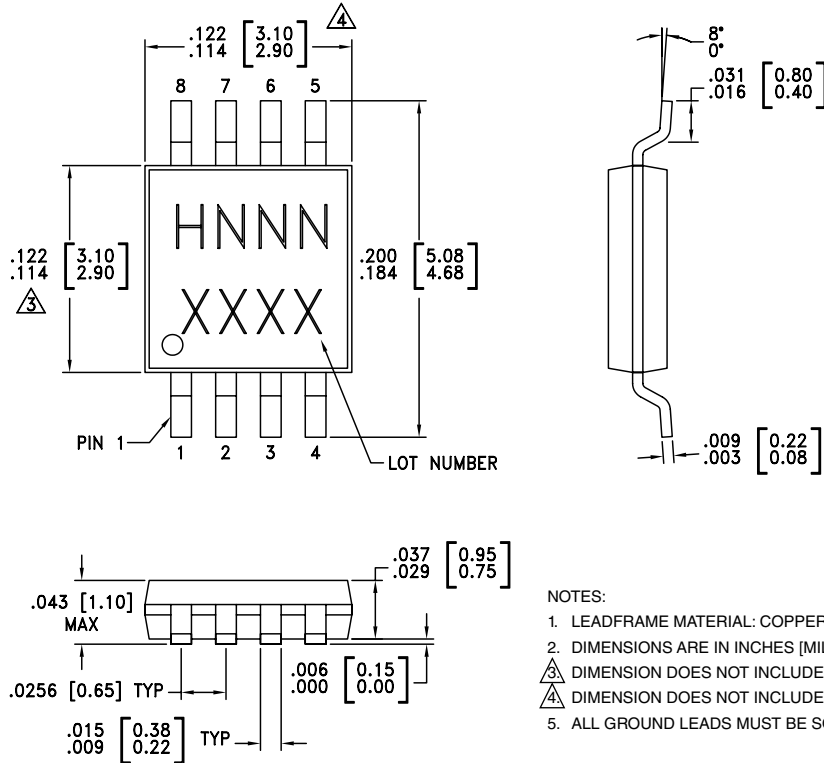 .122 [3.10]
.114 [2.90]
4
8 7 6 5
HNNN
XXXX
.122 [3.10]
.114 [2.90]
3
.200 [5.08]
.184 [4.68]
PIN 1
1 2 3 4
LOT NUMBER
8°
0°
.031 [0.80]
.016 [0.40]
.009 [0.22]
.003 [0.08]
.043 [1.10]
MAX
.037 [0.95]
.029 [0.75]
.0256 [0.65] TYP
.006 [0.15]
.000 [0.00]
.015 [0.38]
.009 [0.22]
TYP
NOTES:
1. LEADFRAME MATERIAL: COPPER
2. DIMENSIONS ARE IN INCHES [MIL
3. DIMENSION DOES NOT INCLUDE
4. DIMENSION DOES NOT INCLUDE
5. ALL GROUND LEADS MUST BE SO